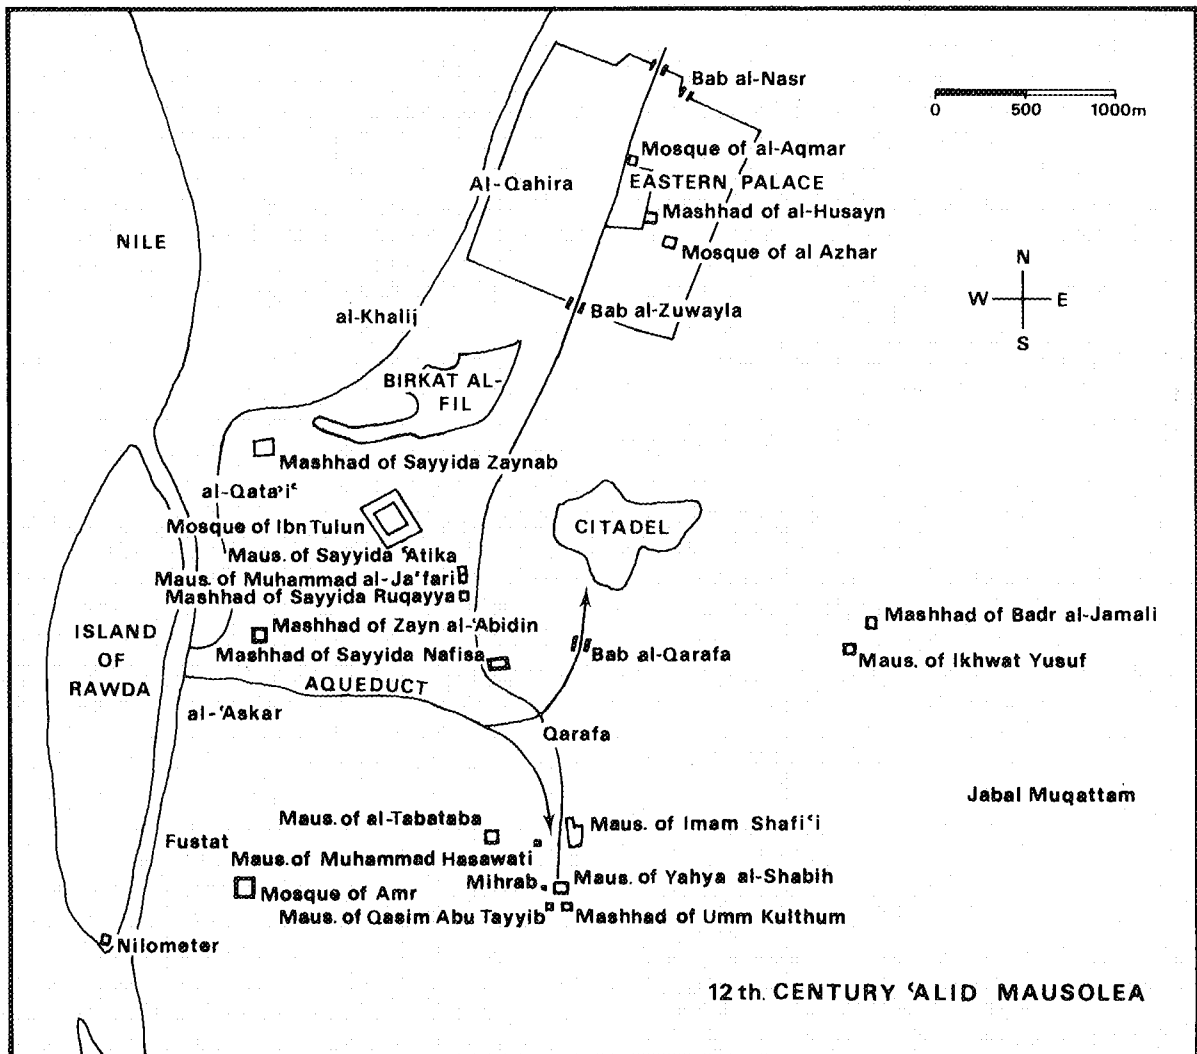 Bab al-Nasr
0 500 1000m
Mosque of al-Aqmar
Al-Qahira
EASTERN PALACE
Mashhad of al-Husayn
NILE
Mosque of al Azhar
N
W E
S
al-Khalij
Bab al-Zuwayla
BIRKAT AL-
FIL
Mashhad of Sayyida Zaynab
al-Qata'iʿ
Mosque of Ibn Tulun
CITADEL
Maus. of Sayyida ʿAtika
Maus. of Muhammad al-Ja'fari
Mashhad of Sayyida Ruqayya
Mashhad of Badr al-Jamali
Mashhad of Zayn al-ʿAbidin
ISLAND
OF
RAWDA
Mashhad of Sayyida Nafisa
Bab al-Qarafa
Maus. of Ikhwat Yusuf
AQUEDUCT
al-ʿAskar
Qarafa
Jabal Muqattam
Maus. of al-Tabataba
Maus. of Imam Shafiʿi
Fustat
Maus. of Muhammad Hasawati
Mihrab
Maus. of Yahya al-Shabih
Mosque of Amr
Maus. of Qasim Abu Tayyib
Mashhad of Umm Kulthum
Nilometer
12th. CENTURY ʿALID MAUSOLEA